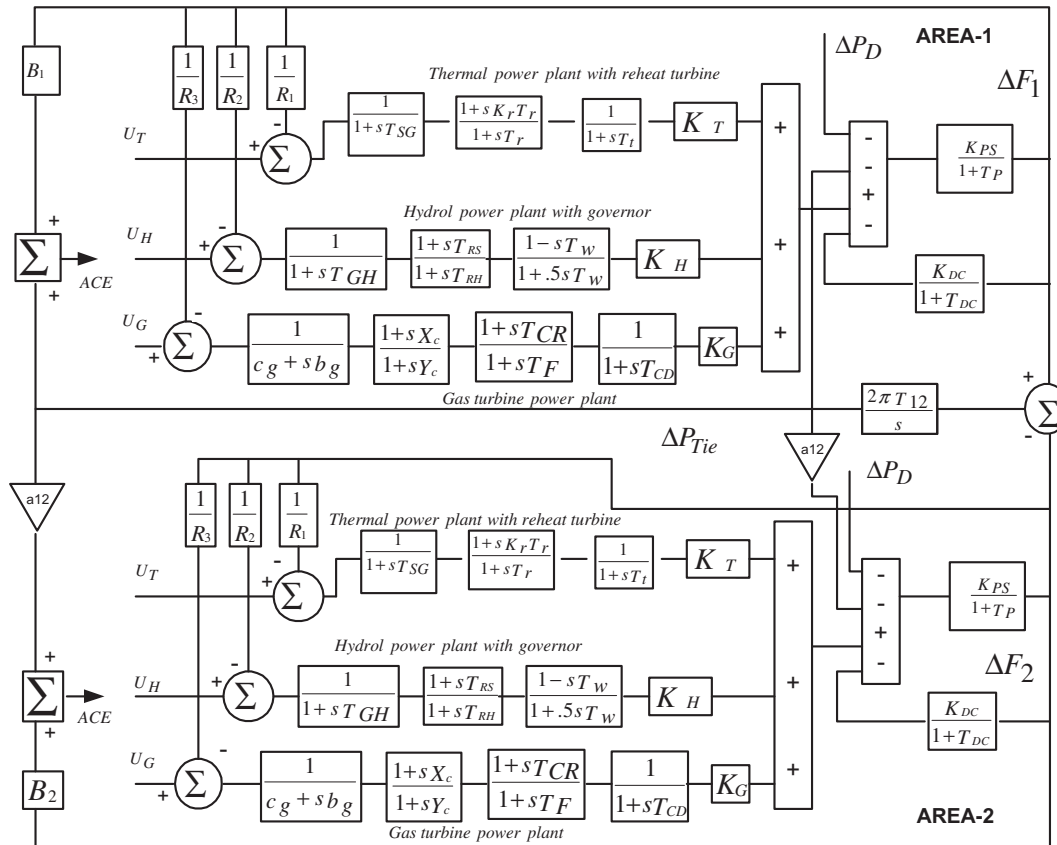 AREA-1
ΔP_D
ΔF_1
B_1
1/R_3
1/R_2
1/R_1
Thermal power plant with reheat turbine
U_T
+
-
Σ
1/1+sT_SG
1+sK_rT_r/1+sT_r
1/1+sT_t
K_T
+
-
-
+
-
K_PS/1+T_P
Hydrol power plant with governor
+
Σ
+
ACE
U_H
+
-
Σ
1/1+sT_GH
1+sT_RS/1+sT_RH
1-sT_w/1+.5sT_w
K_H
+
K_DC/1+T_DC
U_G
+
-
Σ
1/c_g+sb_g
1+sX_c/1+sY_c
1+sT_CR/1+sT_F
1/1+sT_CD
K_G
+
Gas turbine power plant
2πT_12/s
+
Σ
-
ΔP_Tie
a12
a12
ΔP_D
1/R_3
1/R_2
1/R_1
Thermal power plant with reheat turbine
U_T
+
-
Σ
1/1+sT_SG
1+sK_rT_r/1+sT_r
1/1+sT_t
K_T
+
-
-
+
-
K_PS/1+T_P
Hydrol power plant with governor
+
Σ
+
ACE
U_H
+
-
Σ
1/1+sT_GH
1+sT_RS/1+sT_RH
1-sT_w/1+.5sT_w
K_H
+
ΔF_2
K_DC/1+T_DC
U_G
+
-
Σ
1/c_g+sb_g
1+sX_c/1+sY_c
1+sT_CR/1+sT_F
1/1+sT_CD
K_G
+
B_2
Gas turbine power plant
AREA-2